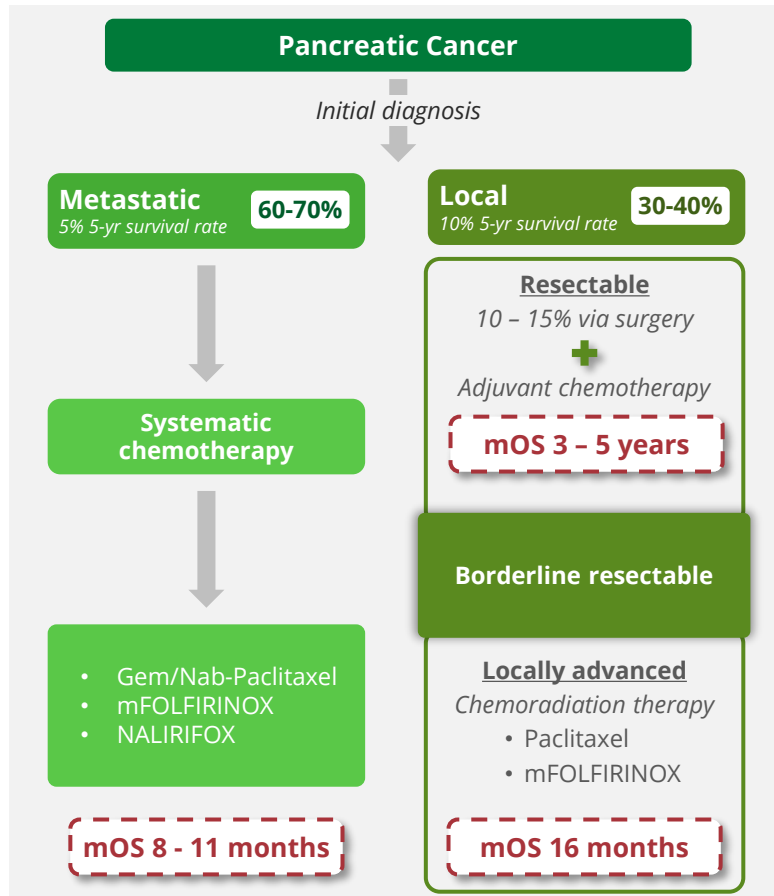 Pancreatic Cancer
Initial diagnosis
Metastatic
5% 5-yr survival rate
60-70%
Systematic
chemotherapy
• Gem/Nab-Paclitaxel
• mFOLFIRINOX
• NALIRIFOX
mOS 8 - 11 months
Local
10% 5-yr survival rate
30-40%
Resectable
10 – 15% via surgery
Adjuvant chemotherapy
mOS 3 – 5 years
Borderline resectable
Locally advanced
Chemoradiation therapy
• Paclitaxel
• mFOLFIRINOX
mOS 16 months